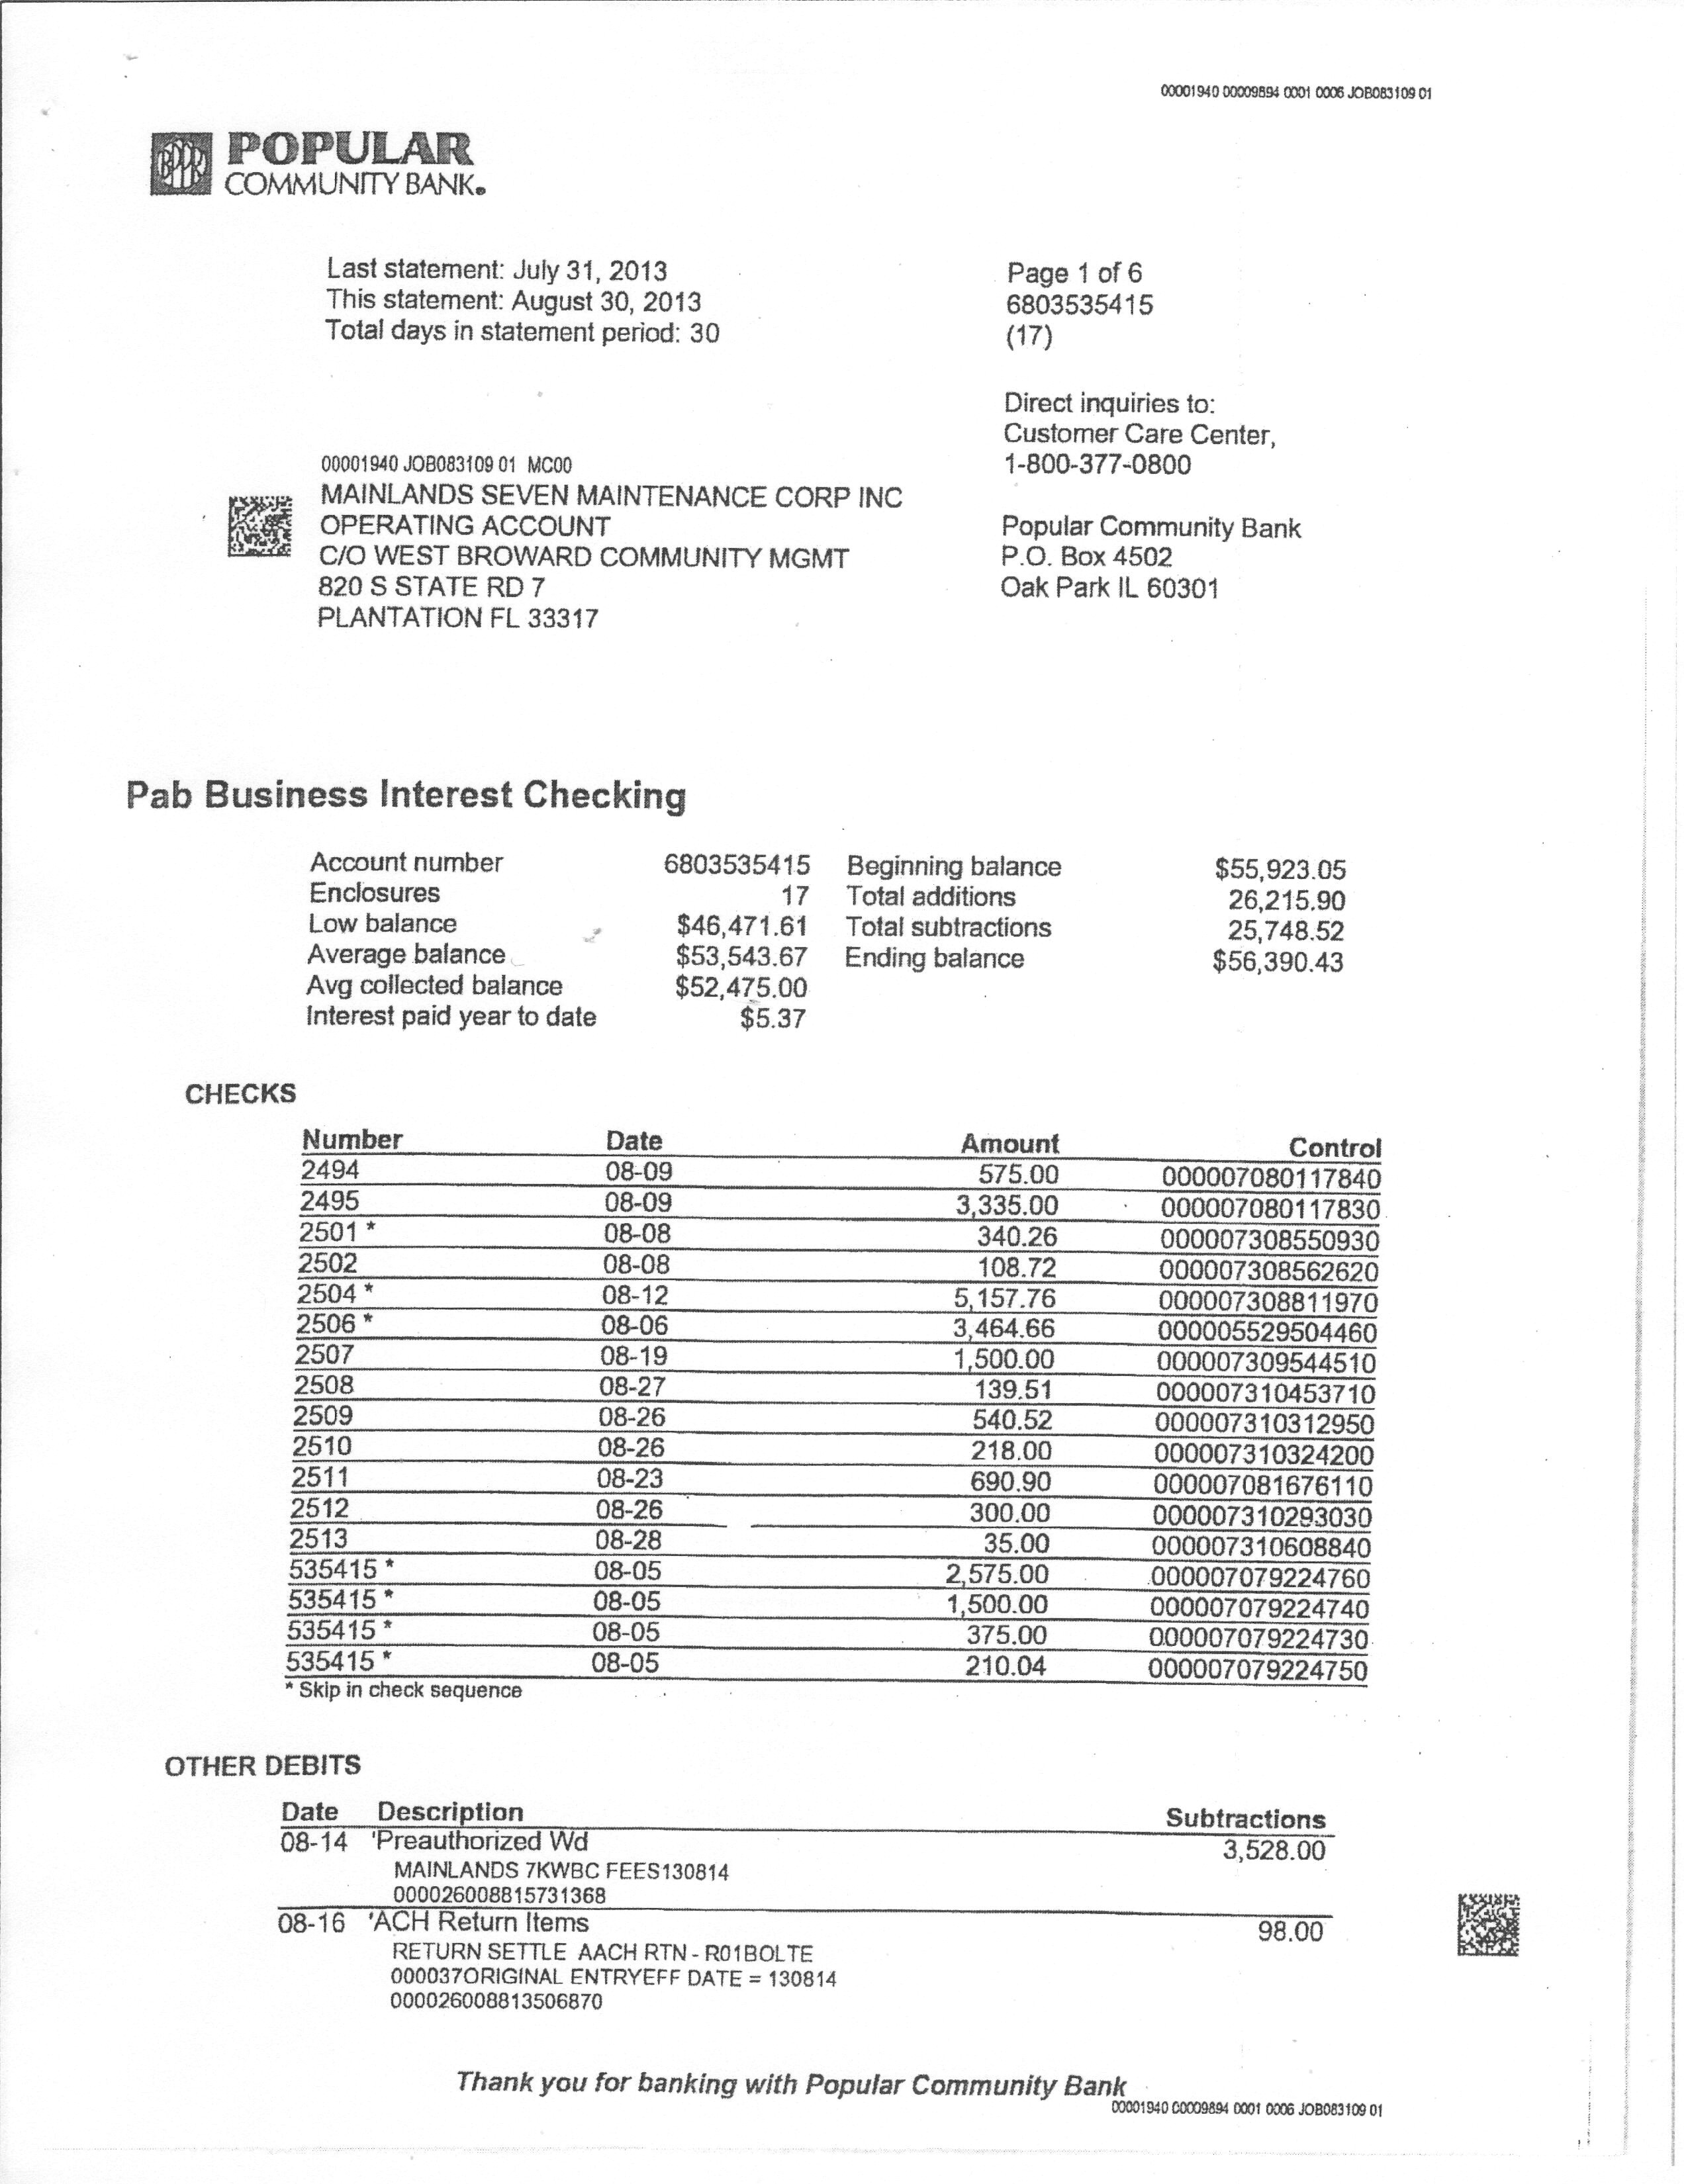 00001940 00009894 0001 0006 JOB083109 01
POPULAR
COMMUNITY BANK.
Last statement: July 31, 2013
This statement: August 30, 2013
Total days in statement period: 30
Page 1 of 6
6803535415
(17)
Direct inquiries to:
Customer Care Center,
1-800-377-0800
00001940 JOB083109 01 MC00
MAINLANDS SEVEN MAINTENANCE CORP INC
OPERATING ACCOUNT
C/O WEST BROWARD COMMUNITY MGMT
820 S STATE RD 7
PLANTATION FL 33317
Popular Community Bank
P.O. Box 4502
Oak Park IL 60301
Pab Business Interest Checking
Account number 6803535415 Beginning balance $55,923.05
Enclosures 17 Total additions 26,215.90
Low balance $46,471.61 Total subtractions 25,748.52
Average balance $53,543.67 Ending balance $56,390.43
Avg collected balance $52,475.00
Interest paid year to date $5.37
CHECKS
Number Date Amount Control
2494 08-09 575.00 000007080117840
2495 08-09 3,335.00 000007080117830
2501 * 08-08 340.26 000007308550930
2502 08-08 108.72 000007308562620
2504 * 08-12 5,157.76 000007308811970
2506 * 08-06 3,464.66 000005529504460
2507 08-19 1,500.00 000007309544510
2508 08-27 139.51 000007310453710
2509 08-26 540.52 000007310312950
2510 08-26 218.00 000007310324200
2511 08-23 690.90 000007081676110
2512 08-26 300.00 000007310293030
2513 08-28 35.00 000007310608840
535415 * 08-05 2,575.00 000007079224760
535415 * 08-05 1,500.00 000007079224740
535415 * 08-05 375.00 000007079224730
535415 * 08-05 210.04 000007079224750
* Skip in check sequence
OTHER DEBITS
Date Description Subtractions
08-14 'Preauthorized Wd 3,528.00
MAINLANDS 7KWBC FEES130814
000026008815731368
08-16 'ACH Return Items 98.00
RETURN SETTLE AACH RTN - R01BOLTE
000037ORIGINAL ENTRYEFF DATE = 130814
000026008813506870
Thank you for banking with Popular Community Bank
00001940 00009894 0001 0006 JOB083109 01